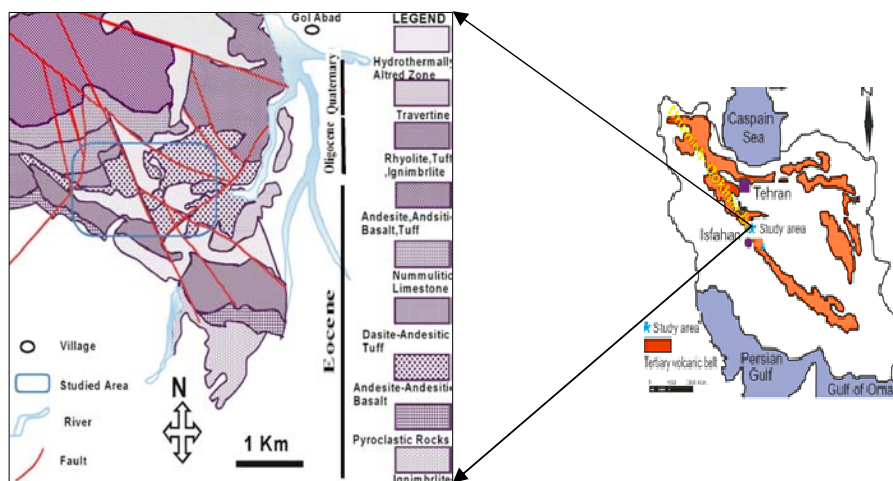 Gol Abad
LEGEND
Hydrothermally
Altred Zone
Travertine
Rhyolite,Tuff
,Ignimbrlite
Andesite,Andsitic
Basalt,Tuff
Nummulitic
Limestone
Dasite-Andesitic
Tuff
Andesite-Andesitic
Basalt
Pyroclastic Rocks
Ignimbrlite
Quaternary
Oligocene
Eocene
Village
Studied Area
River
Fault
N
1 Km
N
Caspain
Sea
Tehran
Study area
Isfahan
Study area
Tertiary volcanic belt
Persian
Gulf
Gulf of Oma